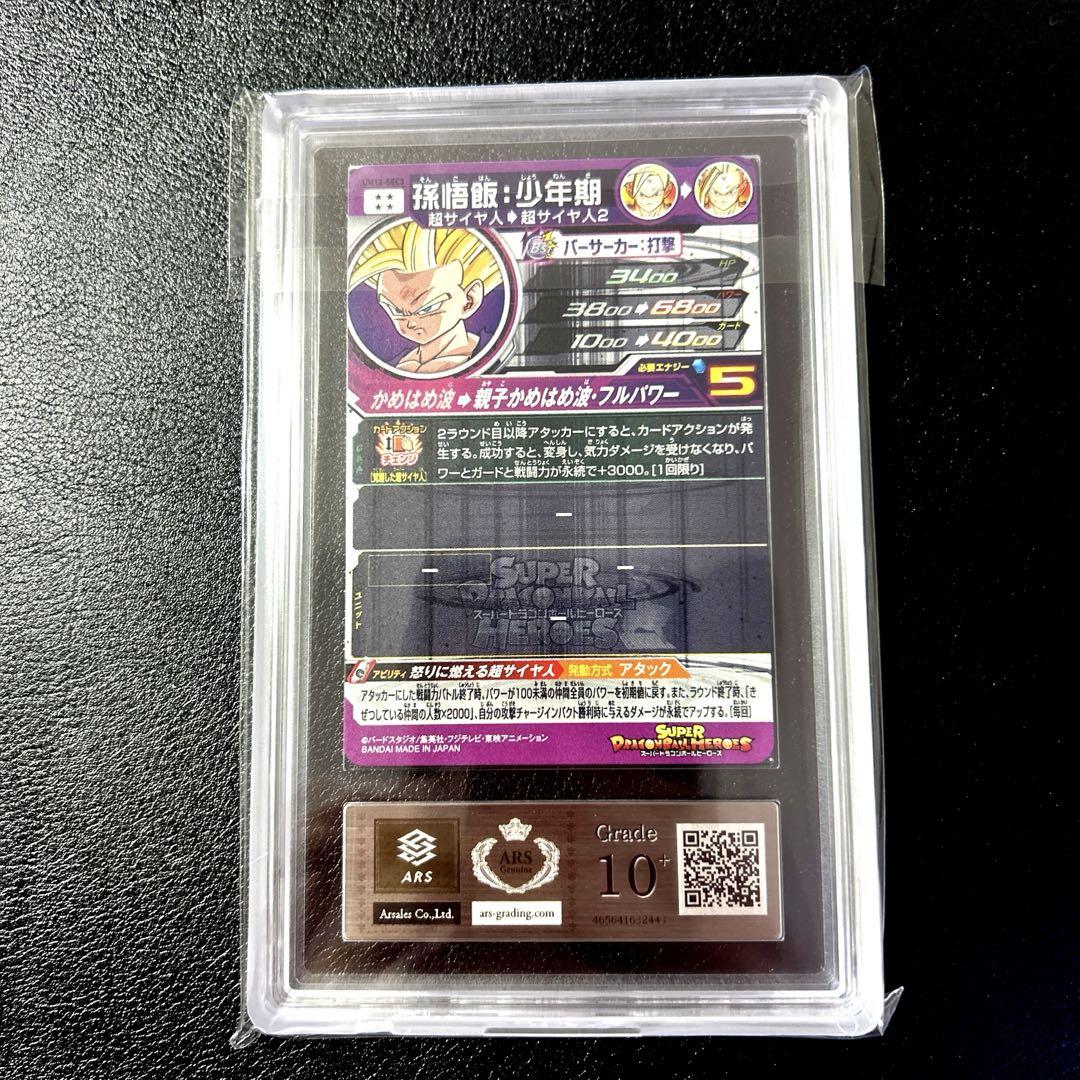 UM12-SEC3
孫悟飯:少年期
超サイヤ人➡超サイヤ人2
バーサーカー:打撃
HP
3400
パワー
3800➡6800
ガード
1000➡4000
必要エナジー
5
かめはめ波➡親子かめはめ波・フルパワー
カードアクション
チェンジ
[覚醒した超サイヤ人]
2ラウンド目以降アタッカーにすると、カードアクションが発
生する。成功すると、変身し、気力ダメージを受けなくなり、パ
ワーとガードと戦闘力が永続で+3000。[1回限り]
ー
ー
ー
ー
ユニット
SUPER
DRAGONBALL
スーパードラゴンボールヒーローズ
HEROES
アビリティ 怒りに燃える超サイヤ人 発動方式 アタック
アタッカーにした戦闘力バトル終了時、パワーが100未満の仲間全員のパワーを初期値に戻す。また、ラウンド終了時、「き
ぜつしている仲間の人数×2000」、自分の攻撃チャージインパクト勝利時に与えるダメージが永続でアップする。[毎回]
©バードスタジオ/集英社・フジテレビ・東映アニメーション
BANDAI MADE IN JAPAN
SUPER
DRAGONBALL HEROES
スーパードラゴンボールヒーローズ
ARS
Arsales Co.,Ltd.
ARS
Genuine
ars-grading.com
Grade
10+